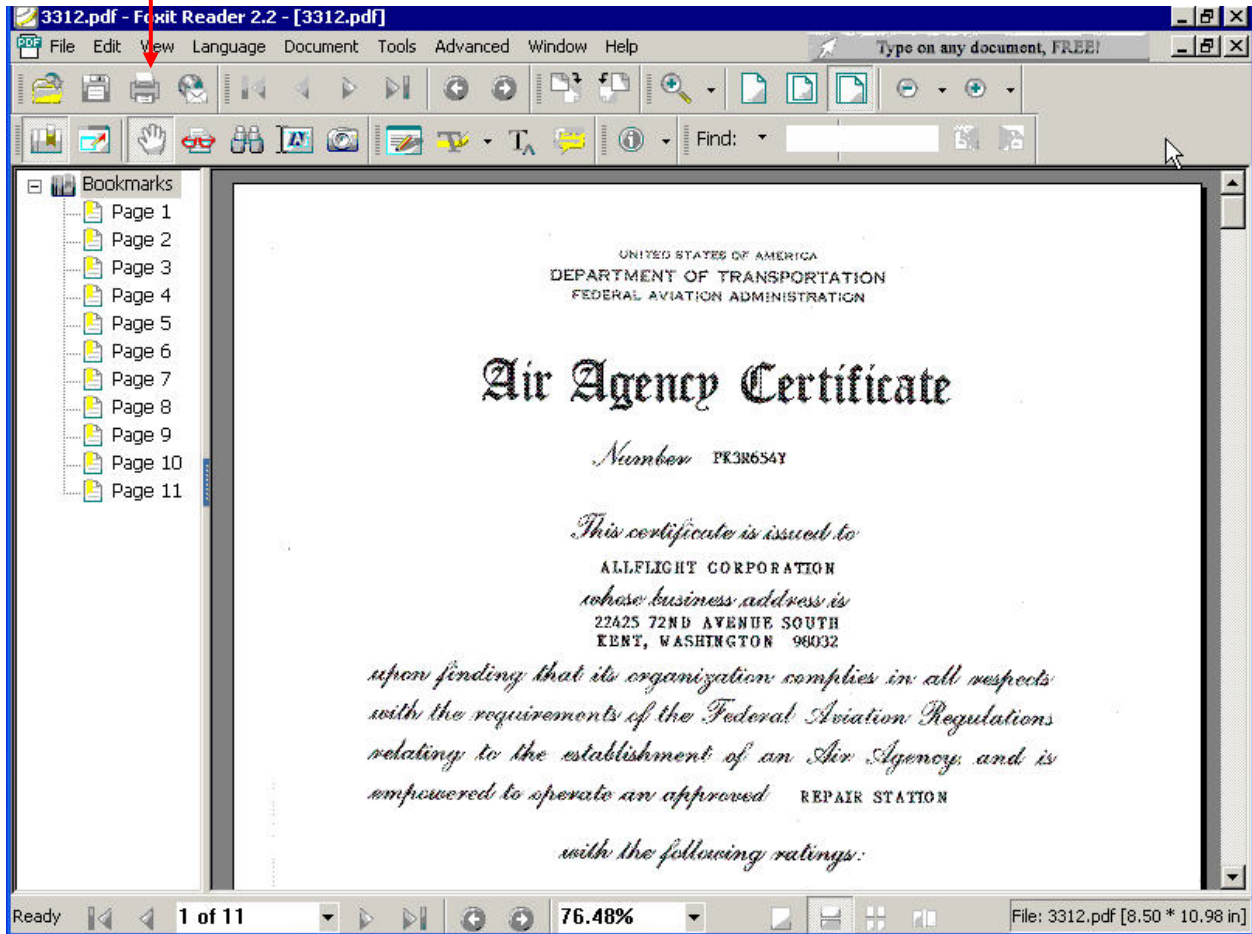 3312.pdf - Foxit Reader 2.2 - [3312.pdf]
File Edit View Language Document Tools Advanced Window Help
Type on any document, FREE!
Find:
Bookmarks
Page 1
Page 2
Page 3
Page 4
Page 5
Page 6
Page 7
Page 8
Page 9
Page 10
Page 11
UNITED STATES OF AMERICA
DEPARTMENT OF TRANSPORTATION
FEDERAL AVIATION ADMINISTRATION
Air Agency Certificate
Number PK3R654Y
This certificate is issued to
ALLFLIGHT CORPORATION
whose business address is
22425 72ND AVENUE SOUTH
KENT, WASHINGTON 98032
upon finding that its organization complies in all respects
with the requirements of the Federal Aviation Regulations
relating to the establishment of an Air Agency, and is
empowered to operate an approved REPAIR STATION
with the following ratings:
Ready 1 of 11 76.48% File: 3312.pdf [8.50 * 10.98 in]